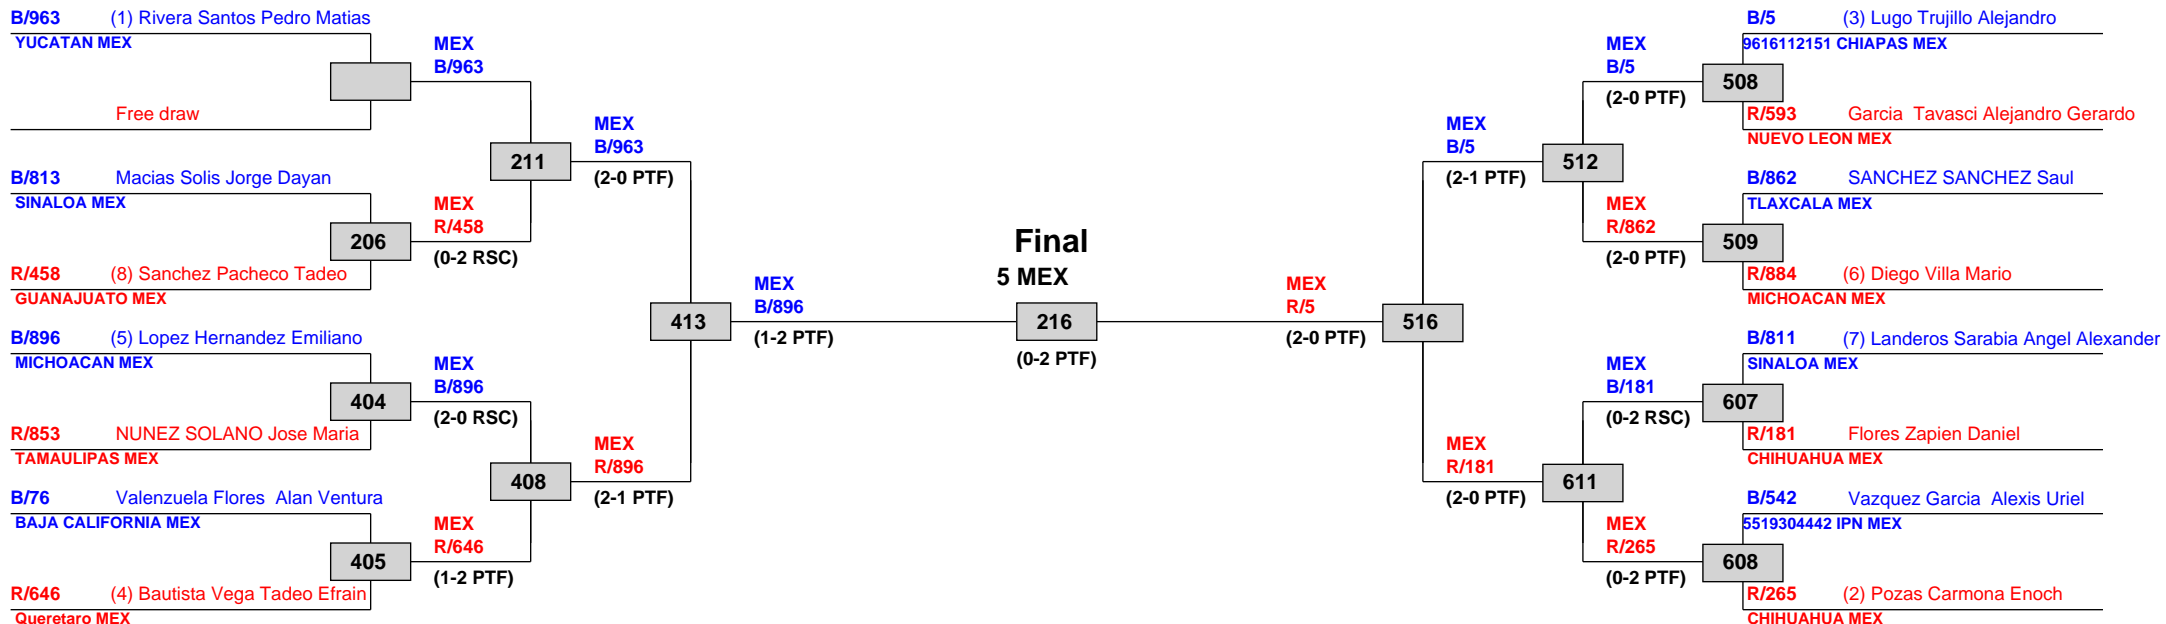 B/963 (1) Rivera Santos Pedro Matias
YUCATAN MEX
Free draw
B/813 Macias Solis Jorge Dayan
SINALOA MEX
206
R/458 (8) Sanchez Pacheco Tadeo
GUANAJUATO MEX
B/896 (5) Lopez Hernandez Emiliano
MICHOACAN MEX
404
R/853 NUNEZ SOLANO Jose Maria
TAMAULIPAS MEX
B/76 Valenzuela Flores Alan Ventura
BAJA CALIFORNIA MEX
405
R/646 (4) Bautista Vega Tadeo Efrain
Queretaro MEX
MEX
B/963
211
MEX
R/458
(0-2 RSC)
MEX
B/896
(2-0 RSC)
408
MEX
R/646
(1-2 PTF)
MEX
B/963
(2-0 PTF)
413
MEX
R/896
(2-1 PTF)
MEX
B/896
(1-2 PTF)
Final
5 MEX
216
(0-2 PTF)
MEX
R/5
(2-0 PTF)
516
MEX
B/5
(2-1 PTF)
512
MEX
R/181
(2-0 PTF)
611
MEX
B/5
(2-0 PTF)
MEX
R/862
(2-0 PTF)
MEX
B/181
(0-2 RSC)
MEX
R/265
(0-2 PTF)
B/5 (3) Lugo Trujillo Alejandro
9616112151 CHIAPAS MEX
508
R/593 Garcia Tavasci Alejandro Gerardo
NUEVO LEON MEX
B/862 SANCHEZ SANCHEZ Saul
TLAXCALA MEX
509
R/884 (6) Diego Villa Mario
MICHOACAN MEX
B/811 (7) Landeros Sarabia Angel Alexander
SINALOA MEX
607
R/181 Flores Zapien Daniel
CHIHUAHUA MEX
B/542 Vazquez Garcia Alexis Uriel
5519304442 IPN MEX
608
R/265 (2) Pozas Carmona Enoch
CHIHUAHUA MEX